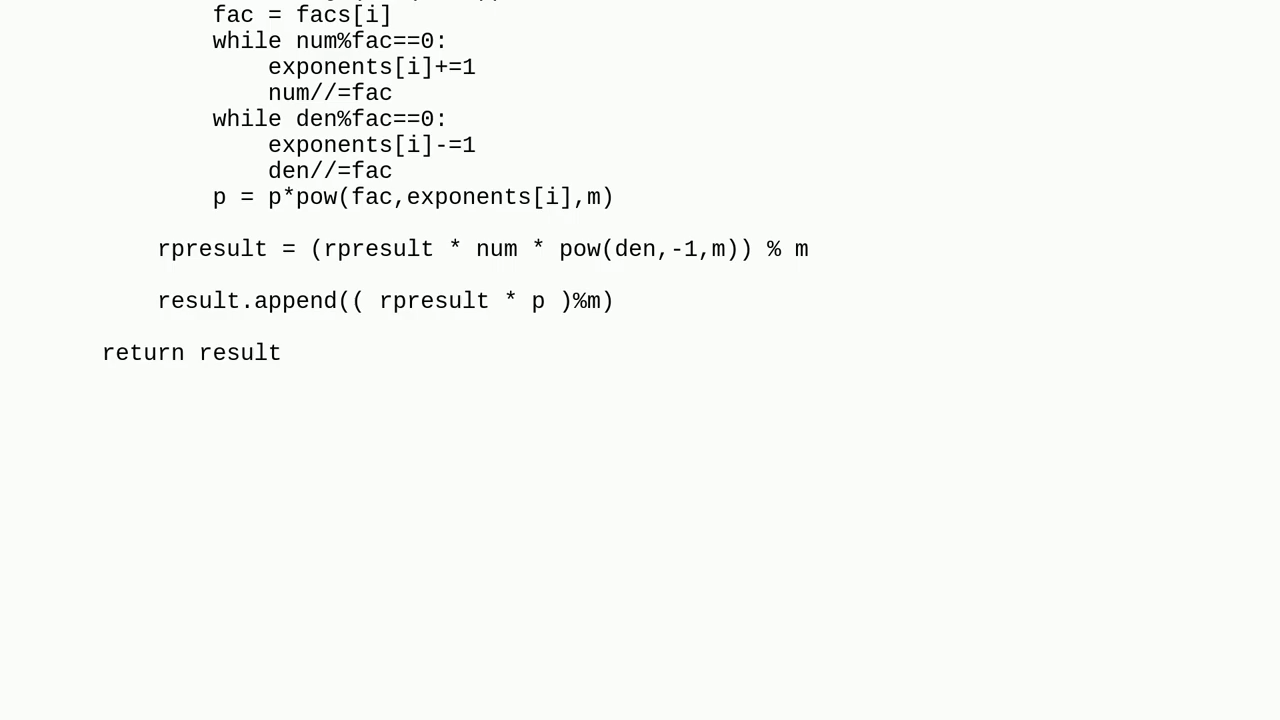 fac = facs[i]
while num%fac==0:
exponents[i]+=1
num//=fac
while den%fac==0:
exponents[i]-=1
den//=fac
p = p*pow(fac,exponents[i],m)
rpresult = (rpresult * num * pow(den,-1,m)) % m
result.append(( rpresult * p )%m)
return result